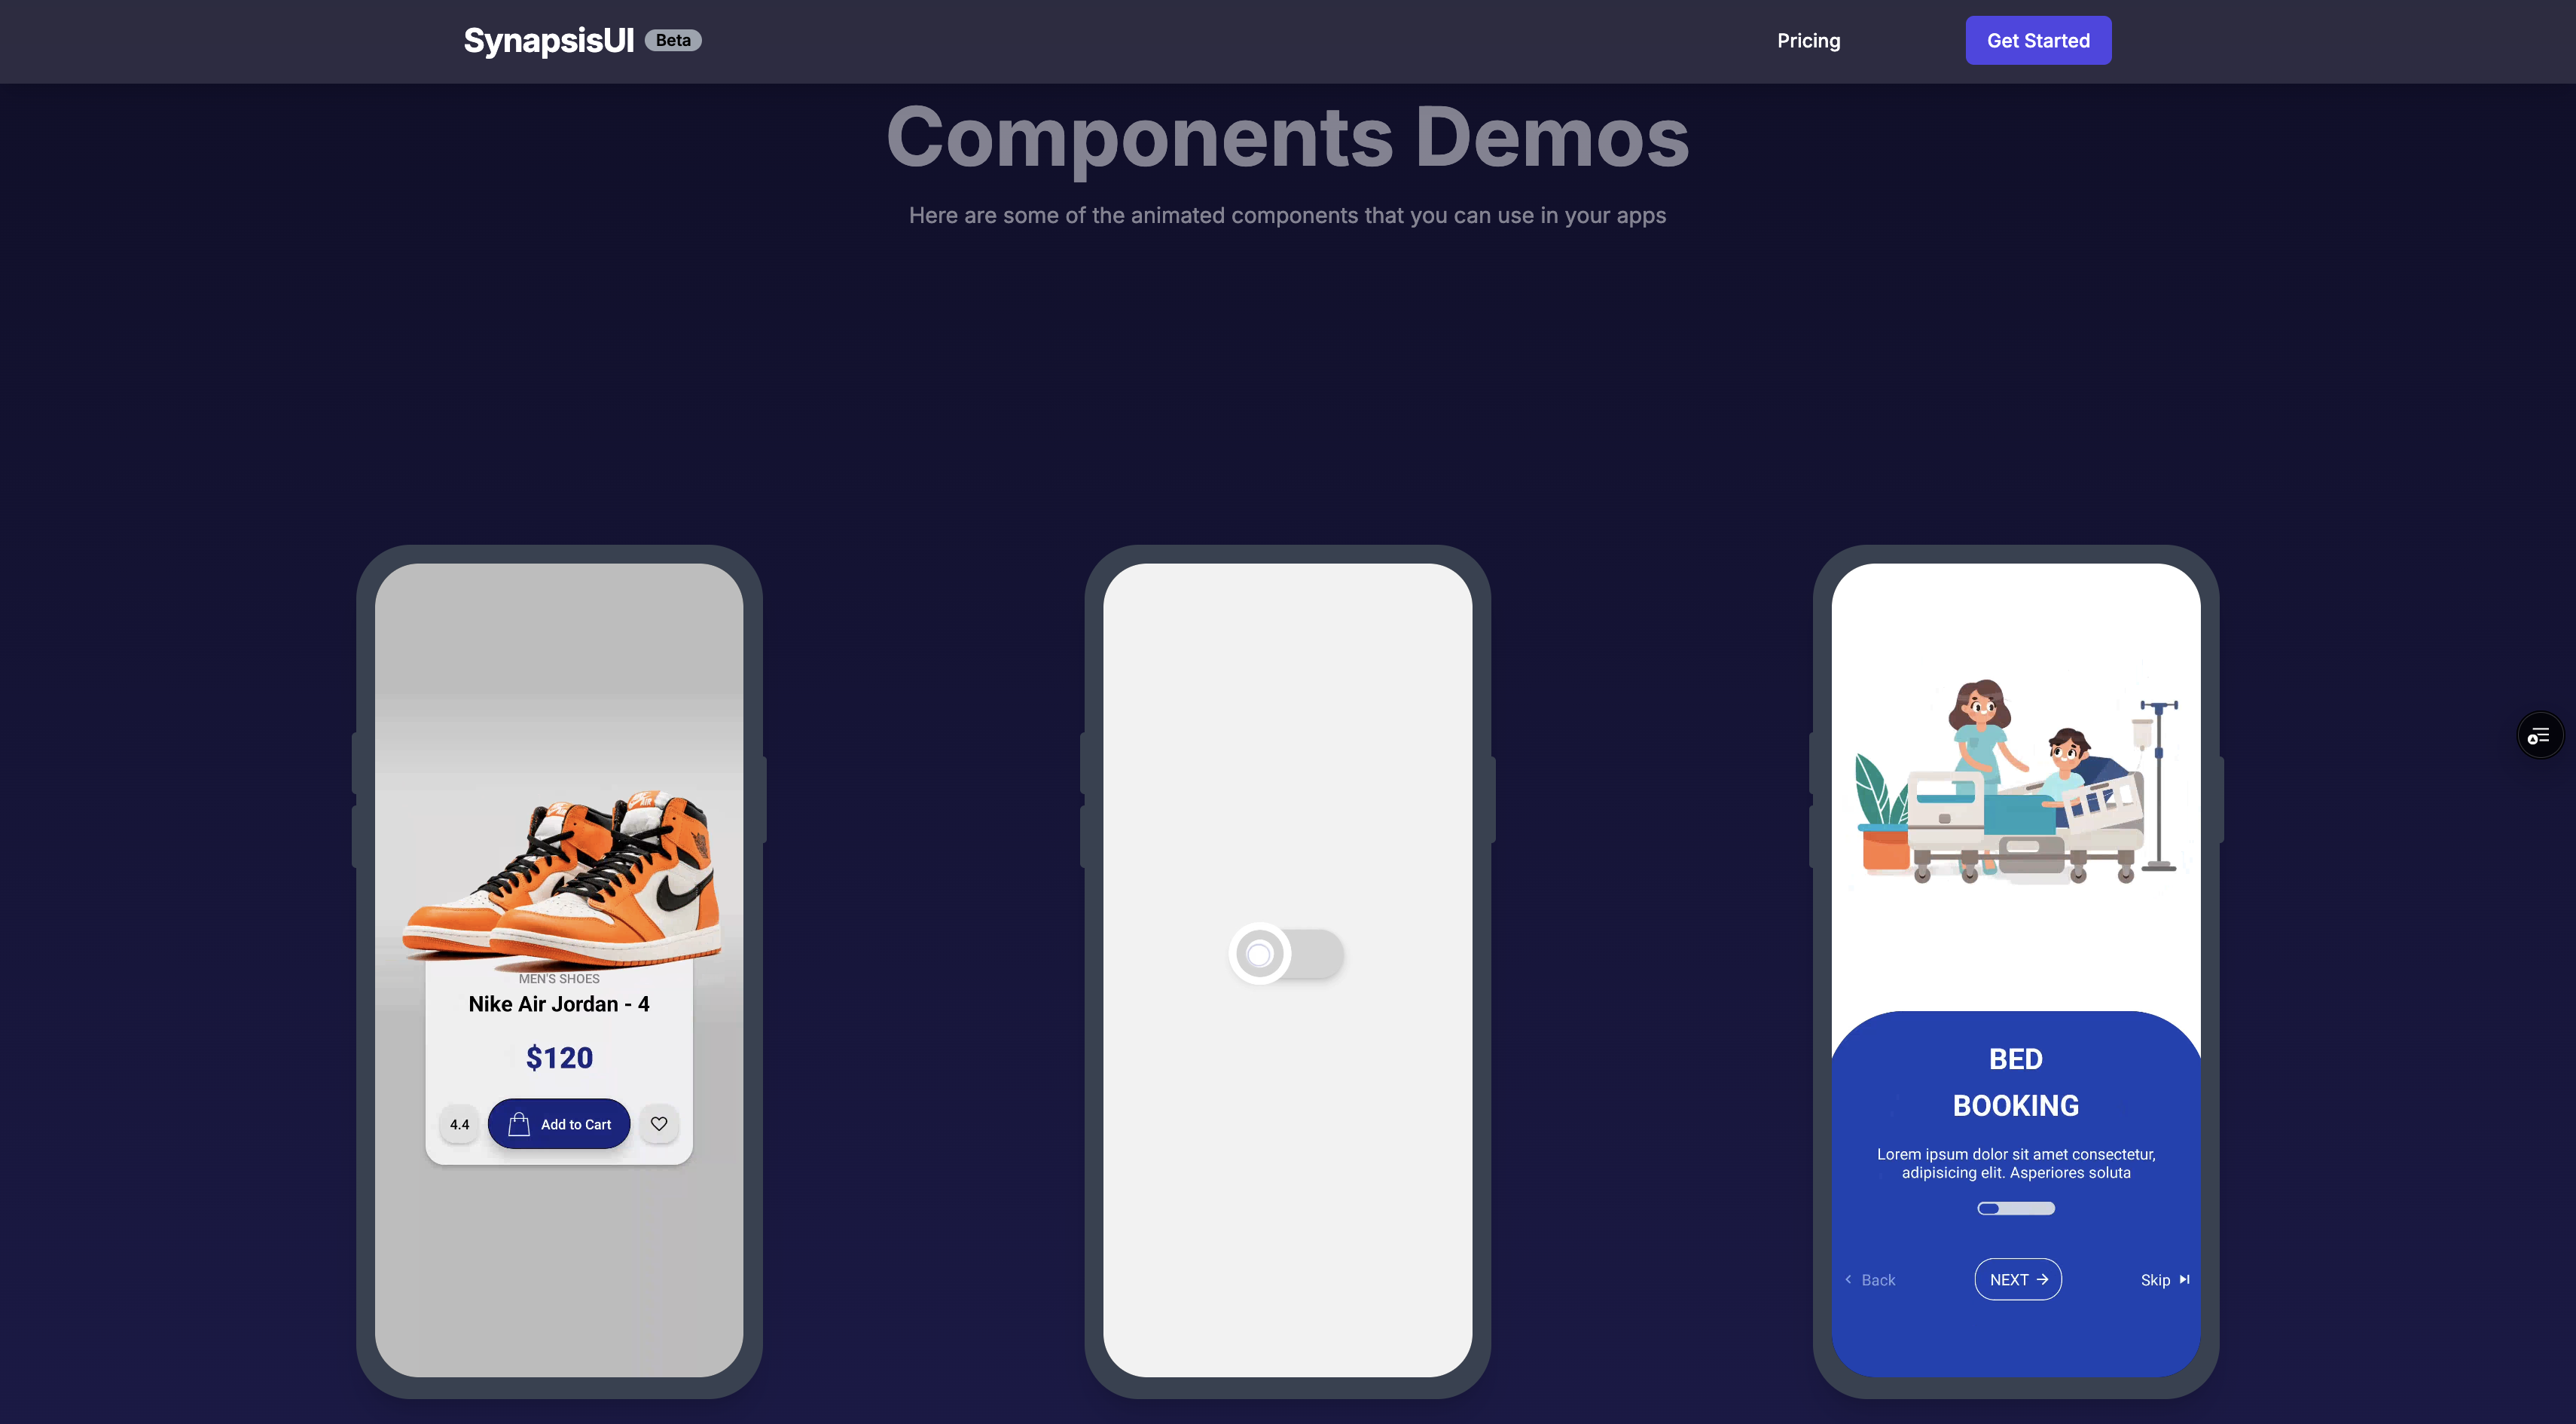 SynapsisUI Beta
Pricing
Get Started
Components Demos
Here are some of the animated components that you can use in your apps
MEN'S SHOES
Nike Air Jordan - 4
$120
4.4
Add to Cart
BED
BOOKING
Lorem ipsum dolor sit amet consectetur,
adipisicing elit. Asperiores soluta
Back
NEXT
Skip